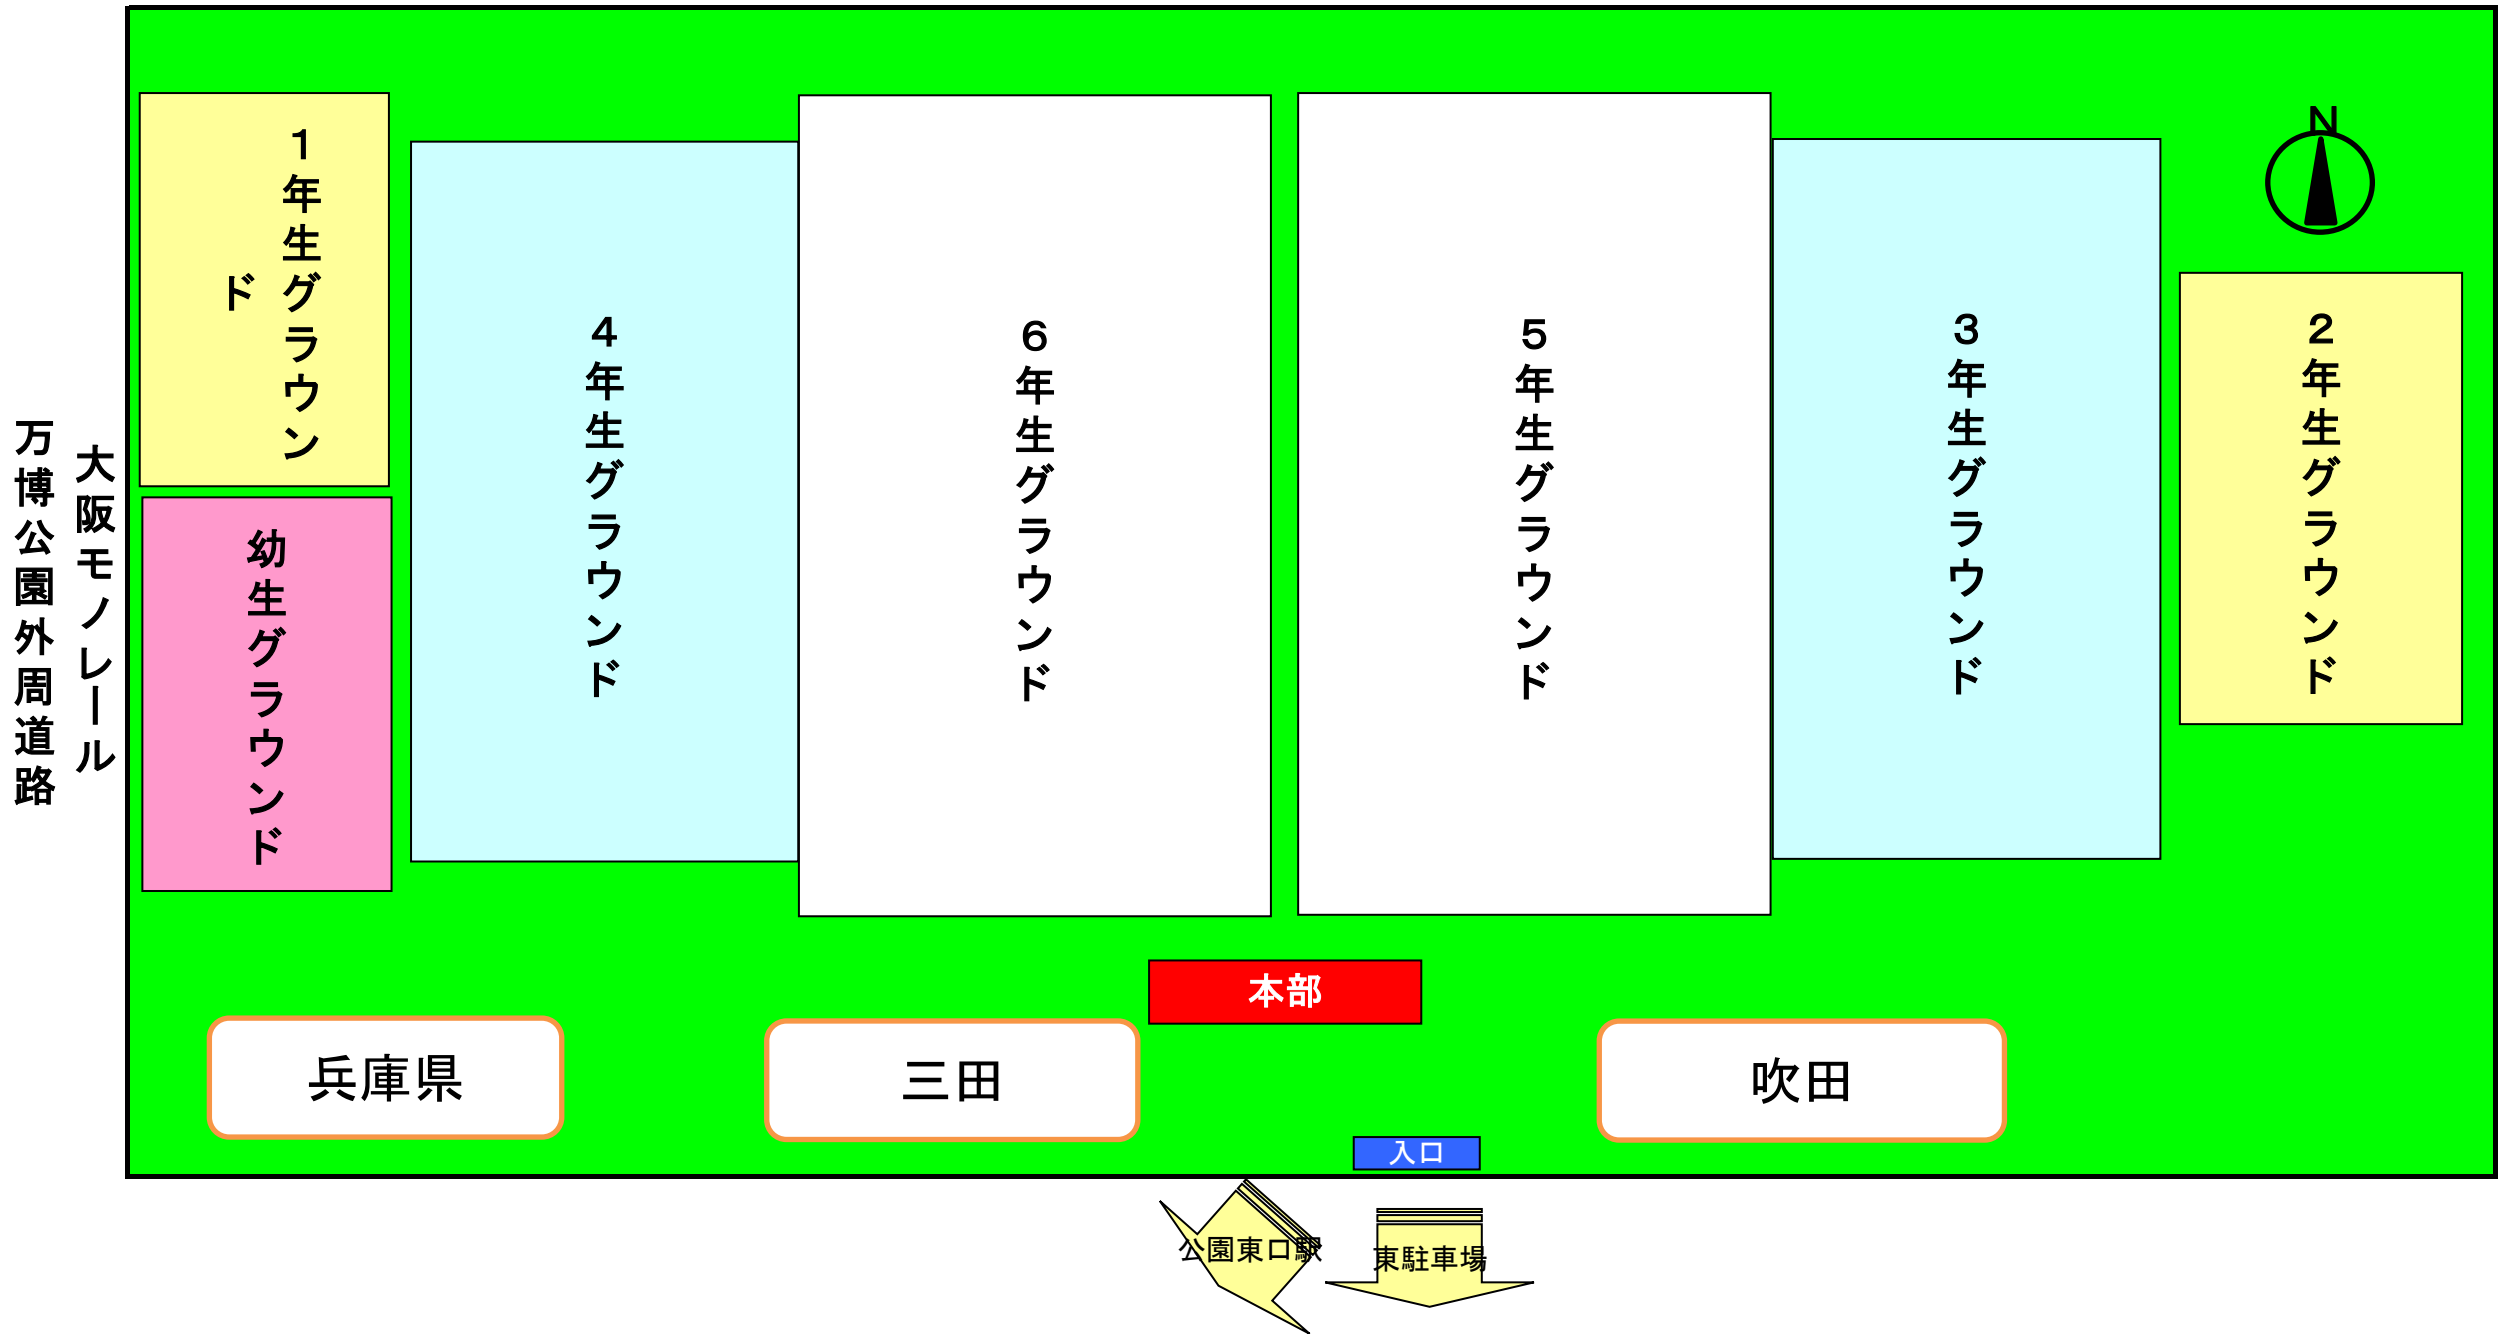 N
1年生グラウン
ド
4年生グラウンド
6年生グラウンド
5年生グラウンド
3年生グラウンド
2年生グラウンド
大阪モノレール
万博公園外周道路
幼生グラウンド
本部
兵庫県
三田
吹田
入口
公園東口駅
東駐車場